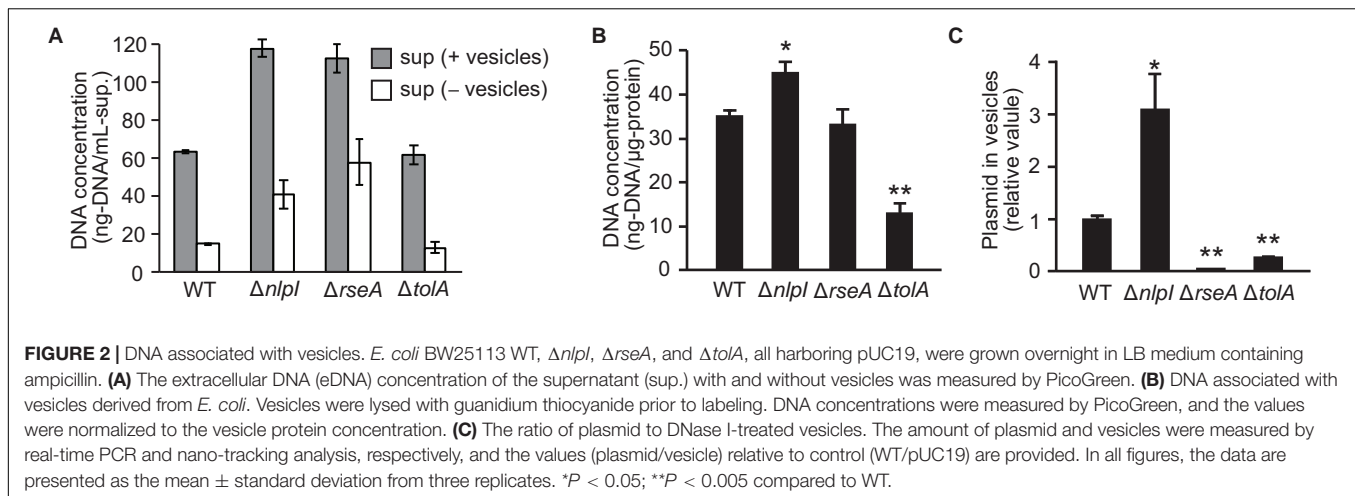 A
DNA concentration
(ng-DNA/mL-sup.)
120
100
80
60
40
20
0
sup (+ vesicles)
sup (– vesicles)
WT ΔnlpI ΔrseA ΔtolA
B
DNA concentration
(ng-DNA/µg-protein)
50
40
30
20
10
0
*
**
WT ΔnlpI ΔrseA ΔtolA
C
Plasmid in vesicles
(relative valule)
4
3
2
1
0
*
** **
WT ΔnlpI ΔrseA ΔtolA
FIGURE 2 | DNA associated with vesicles. E. coli BW25113 WT, ΔnlpI, ΔrseA, and ΔtolA, all harboring pUC19, were grown overnight in LB medium containing
ampicillin. (A) The extracellular DNA (eDNA) concentration of the supernatant (sup.) with and without vesicles was measured by PicoGreen. (B) DNA associated with
vesicles derived from E. coli. Vesicles were lysed with guanidium thiocyanide prior to labeling. DNA concentrations were measured by PicoGreen, and the values
were normalized to the vesicle protein concentration. (C) The ratio of plasmid to DNase I-treated vesicles. The amount of plasmid and vesicles were measured by
real-time PCR and nano-tracking analysis, respectively, and the values (plasmid/vesicle) relative to control (WT/pUC19) are provided. In all figures, the data are
presented as the mean ± standard deviation from three replicates. *P < 0.05; **P < 0.005 compared to WT.